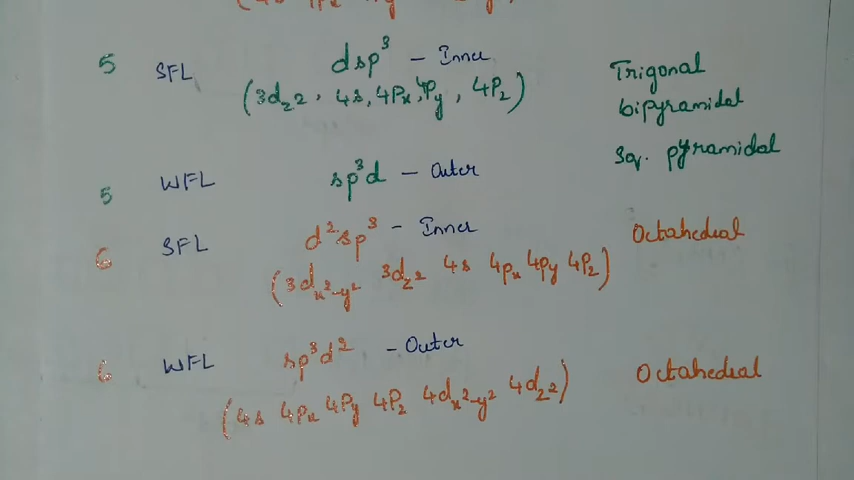 5 SFL dsp³ - Inner Trigonal
(3dz², 4s, 4Px, 4Py, 4Pz) bipyramidal
5 WFL sp³d - Outer Sq. pyramidal
6 SFL d²sp³ - Inner Octahedral
(3dx²-y² 3dz² 4s 4px 4py 4Pz)
6 WFL sp³d² - Outer Octahedral
(4s 4px 4Py 4Pz 4dx²-y² 4dz²)